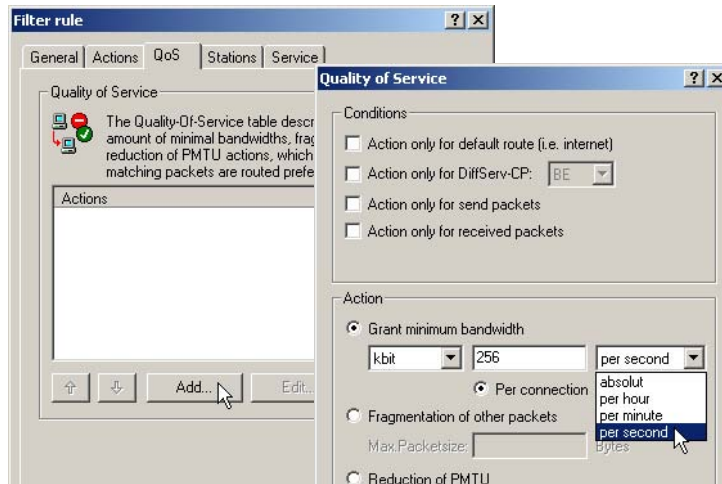 Filter rule
General Actions QoS Stations Service
Quality of Service
The Quality-Of-Service table descr
amount of minimal bandwidths, frag
reduction of PMTU actions, which
matching packets are routed prefe
Actions
Add... Edit...
Quality of Service
Conditions
Action only for default route (i.e. internet)
Action only for DiffServ-CP: BE
Action only for send packets
Action only for received packets
Action
Grant minimum bandwidth
kbit 256 per second
absolut
Per connection
per hour
per minute
Fragmentation of other packets
per second
Max.Packetsize: Bytes
Reduction of PMTU